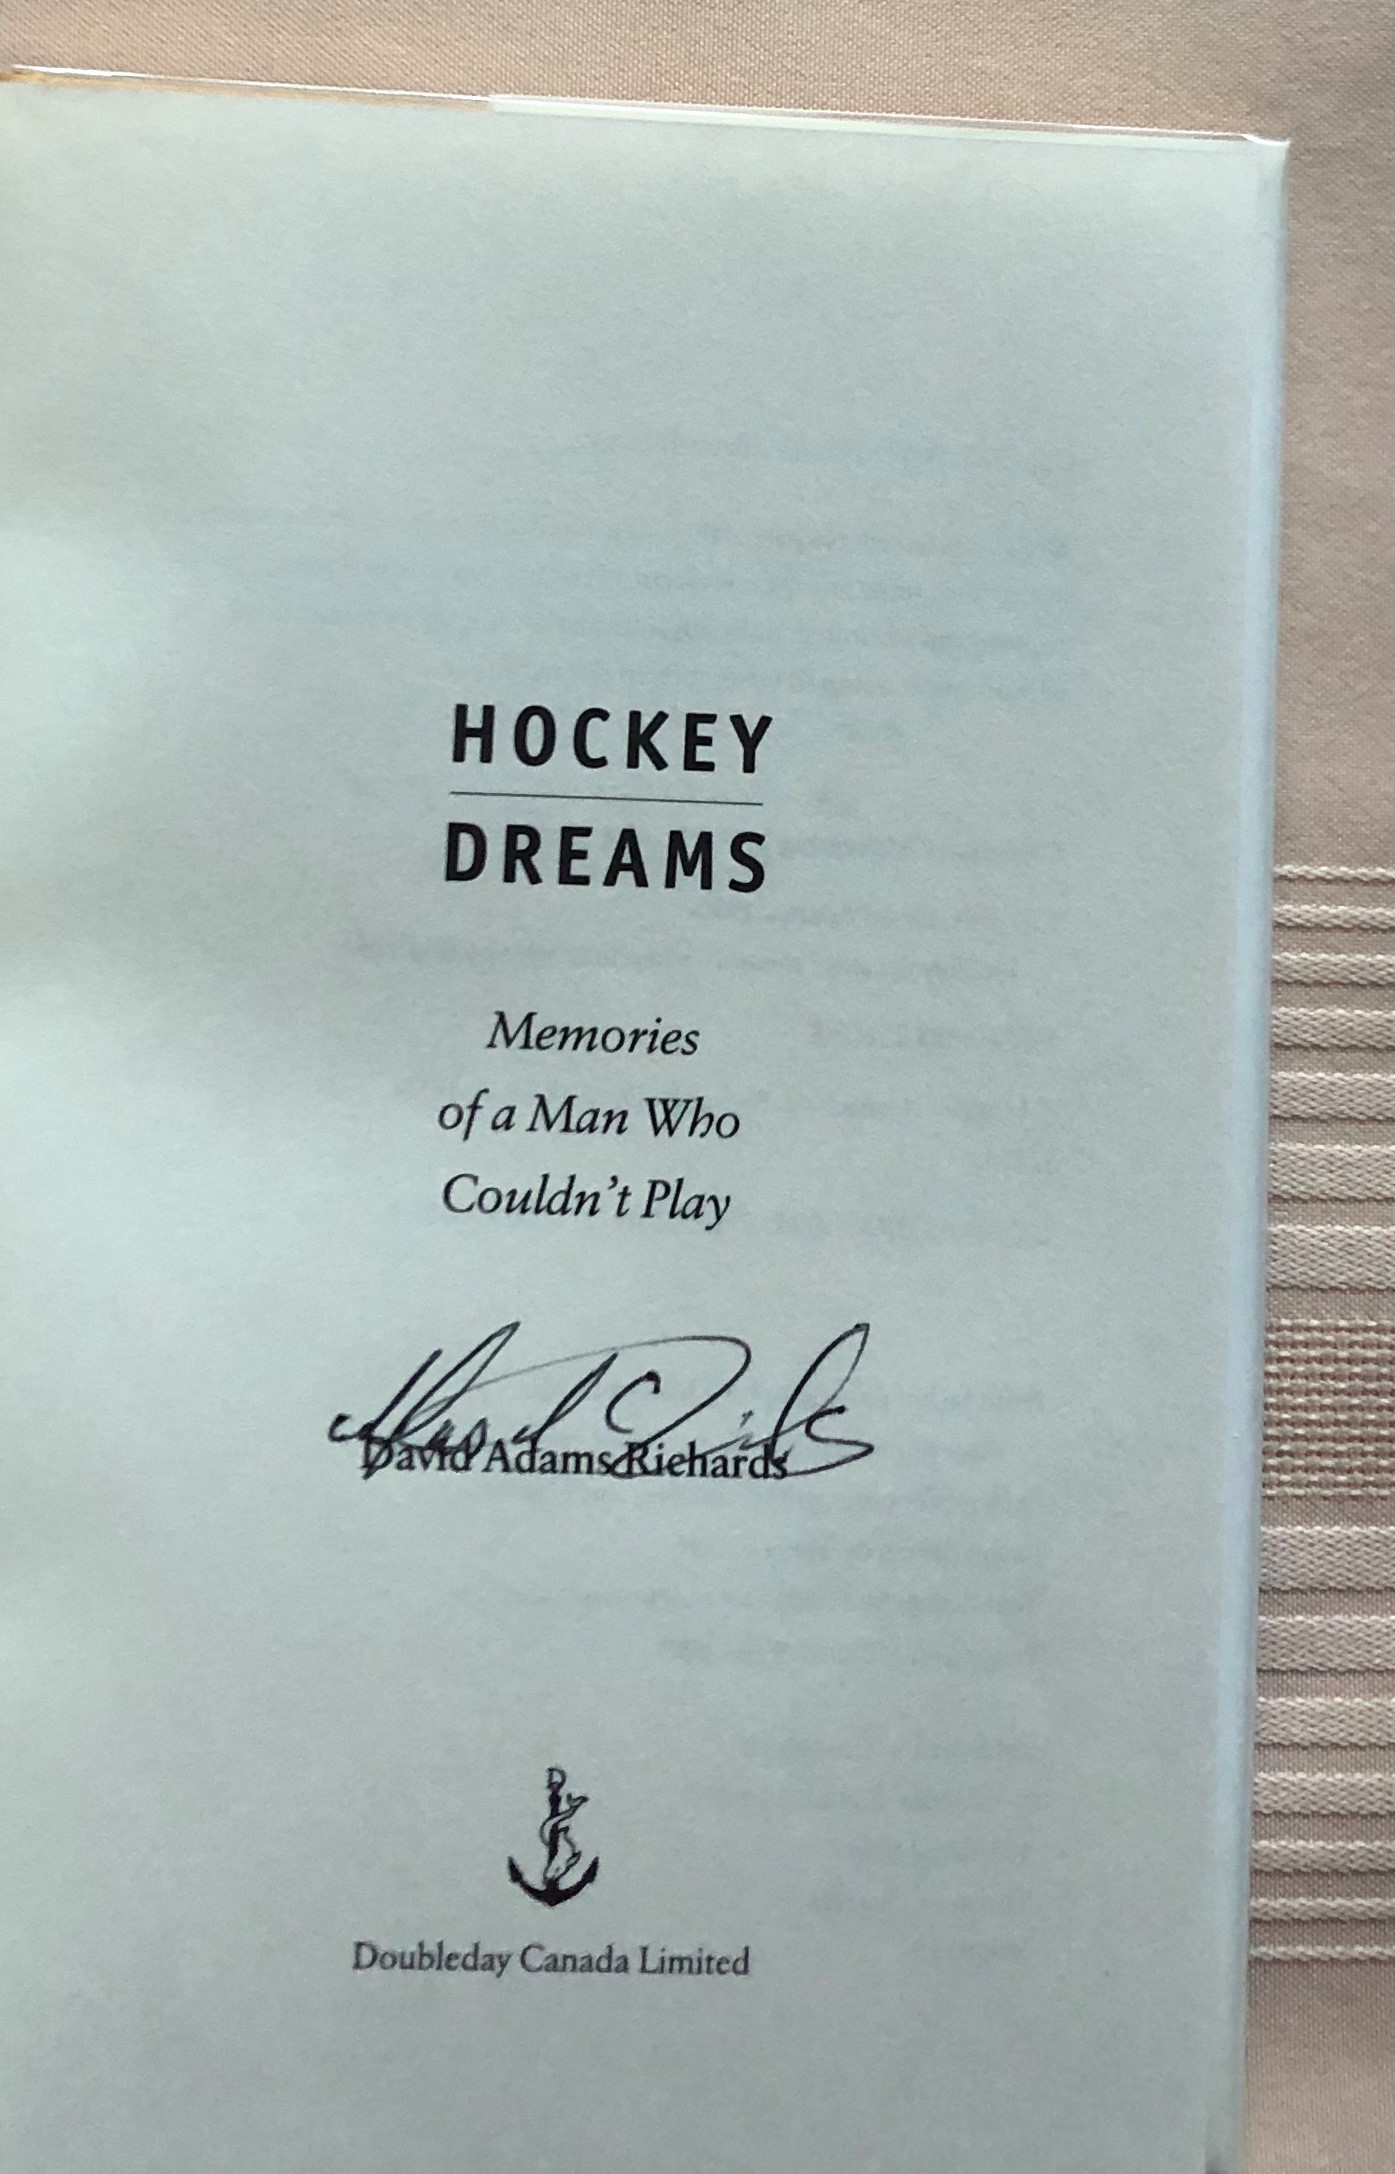 HOCKEY
DREAMS
Memories
of a Man Who
Couldn't Play
David Adams Richards
D
Doubleday Canada Limited